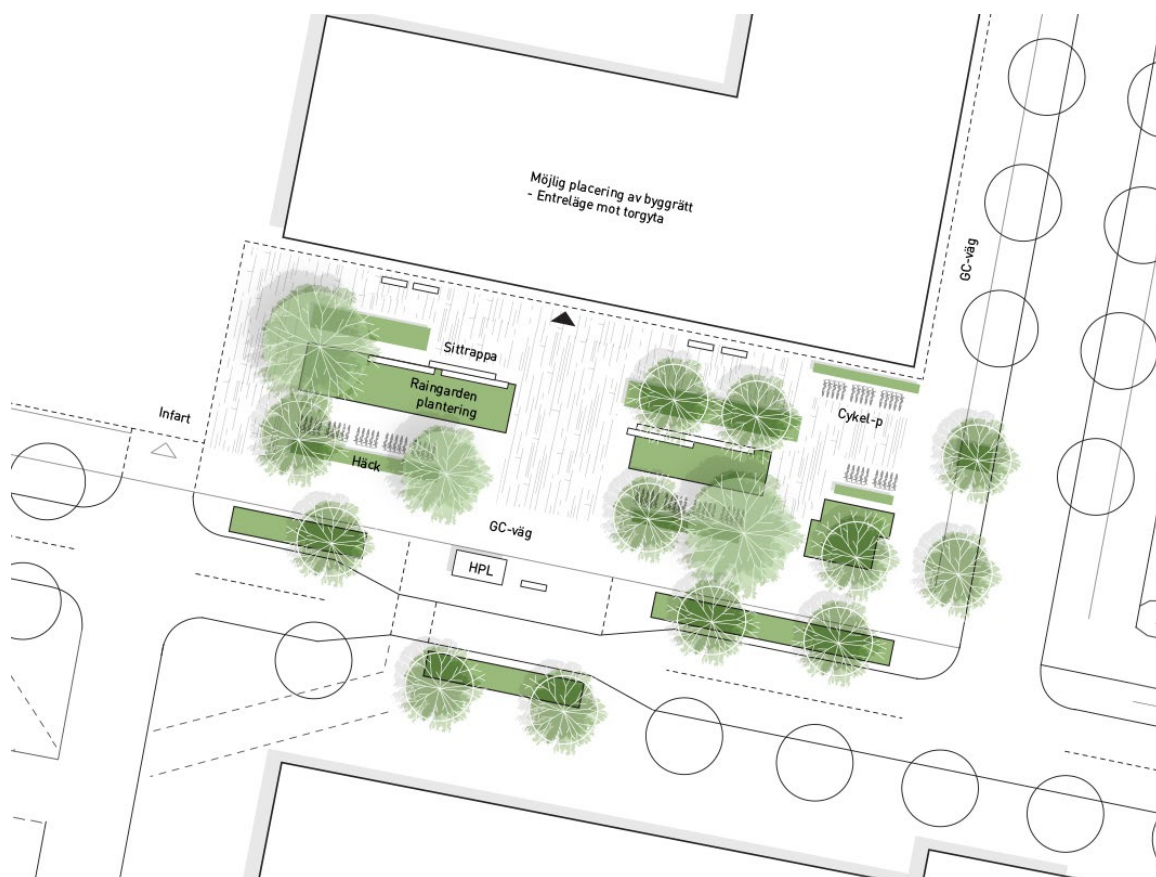 Möjlig placering av byggrätt
- Entreläge mot torgyta
GC-väg
Sittrappa
Raingarden
plantering
Cykel-p
Infart
Häck
GC-väg
HPL